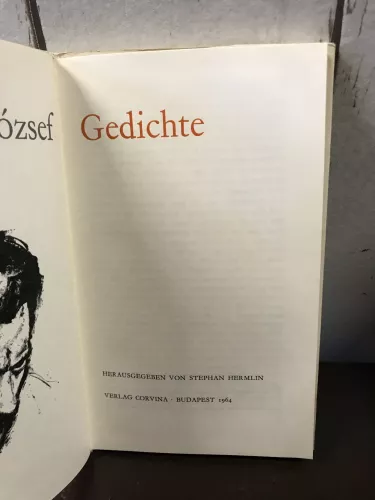 ózsef Gedichte
HERAUSGEGEBEN VON STEPHAN HERMLIN
VERLAG CORVINA · BUDAPEST 1964